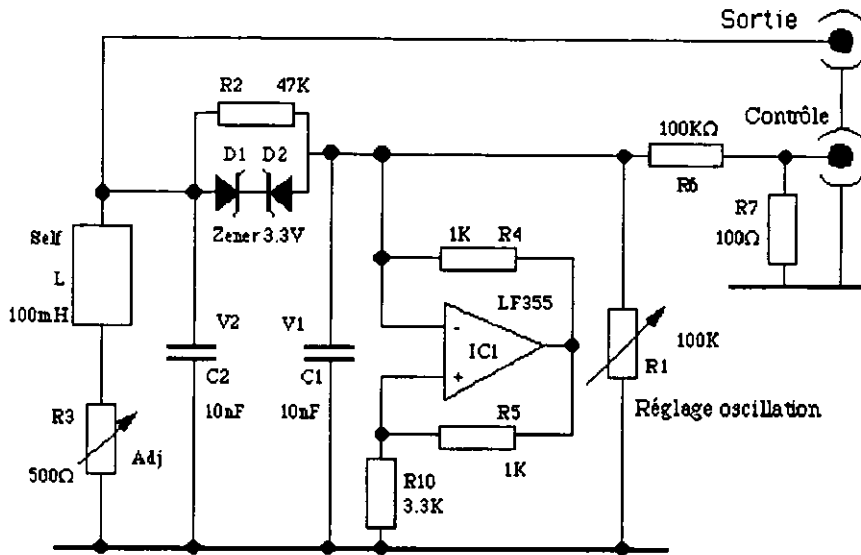 Sortie
R2 47K
Contrôle
100KΩ
D1 D2
R6
R7
100Ω
Zener 3.3V
Self
L
100mH
1K R4
LF355
V2
V1
-
IC1
+
100K
C2
C1
R1
10nF
10nF
R5
Réglage oscillation
R3
Adj
500Ω
1K
R10
3.3K